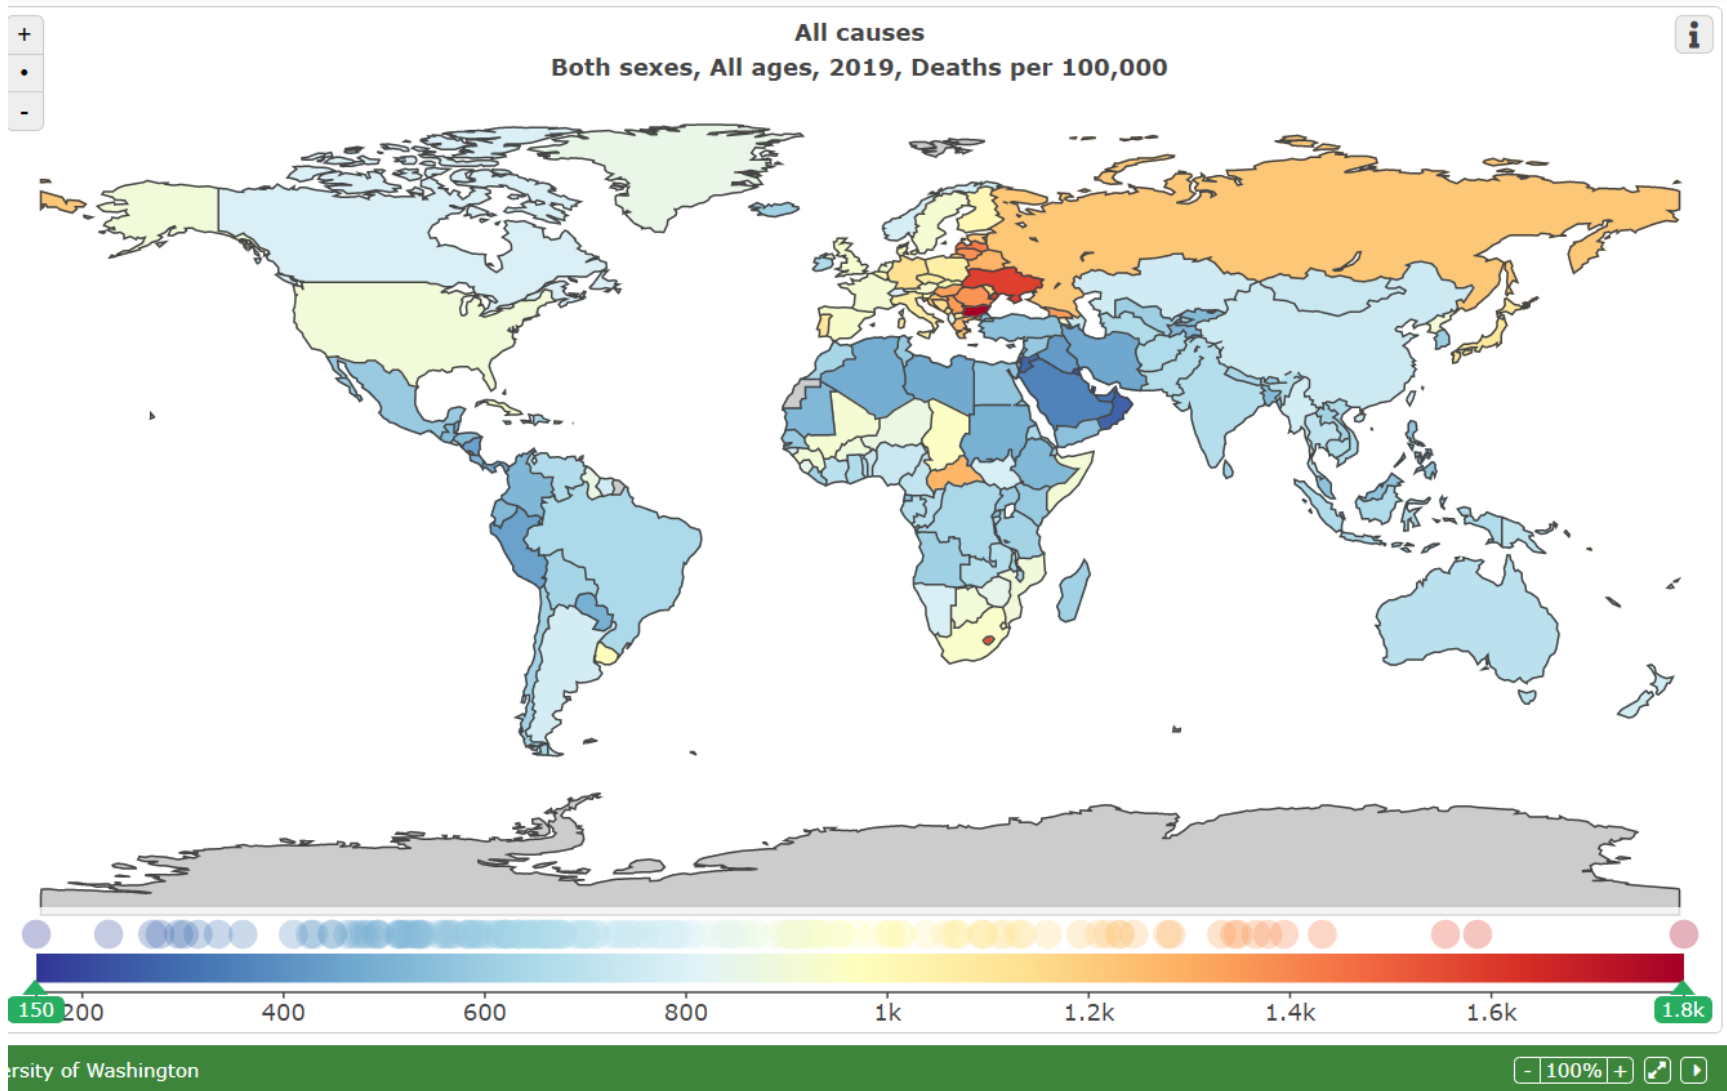 +
•
-
All causes
Both sexes, All ages, 2019, Deaths per 100,000
i
150 200 400 600 800 1k 1.2k 1.4k 1.6k 1.8k
ersity of Washington
- 100% +